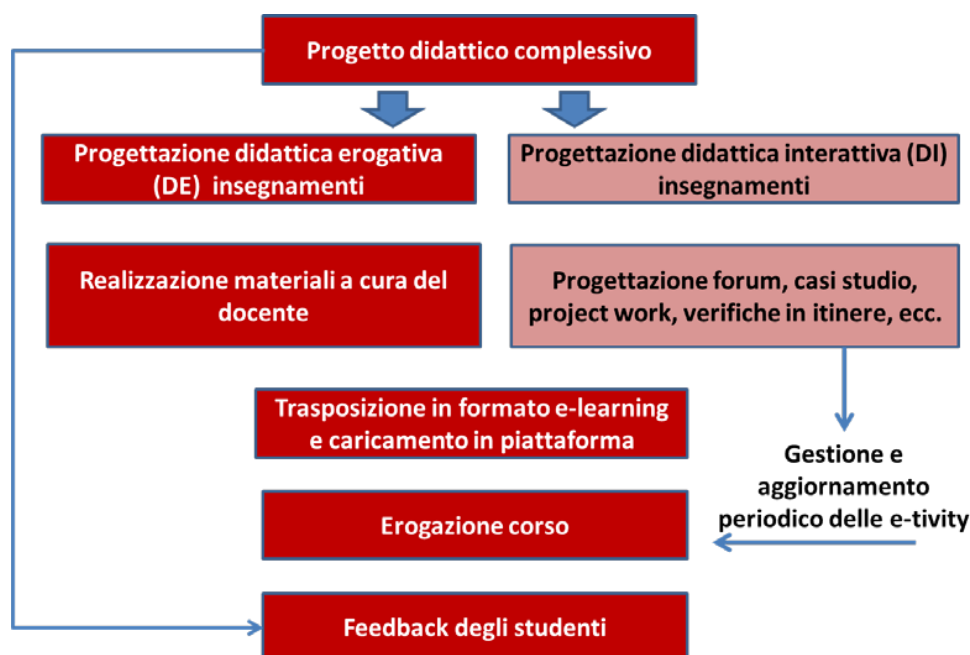 Progetto didattico complessivo
Progettazione didattica erogativa
(DE) insegnamenti
Progettazione didattica interattiva (DI)
insegnamenti
Realizzazione materiali a cura del
docente
Progettazione forum, casi studio,
project work, verifiche in itinere, ecc.
Trasposizione in formato e-learning
e caricamento in piattaforma
Gestione e
aggiornamento
periodico delle e-tivity
Erogazione corso
Feedback degli studenti